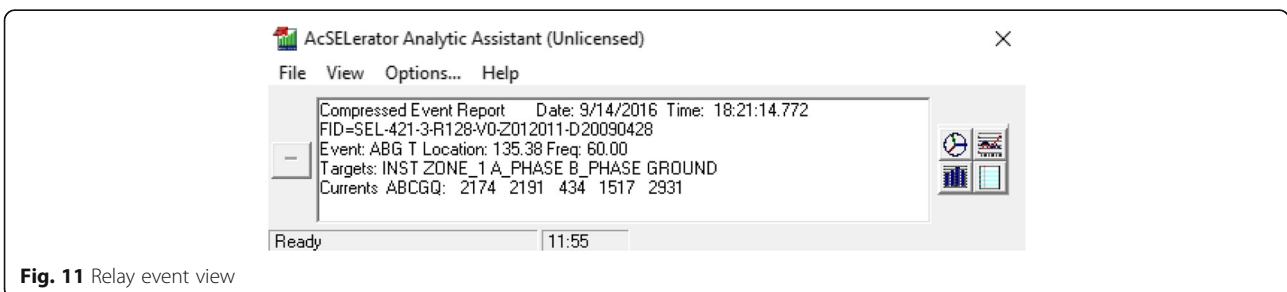 AcSELerator Analytic Assistant (Unlicensed)
File View Options... Help
Compressed Event Report Date: 9/14/2016 Time: 18:21:14.772
FID=SEL-421-3-R128-V0-Z012011-D20090428
Event: ABG T Location: 135.38 Freq: 60.00
Targets: INST ZONE_1 A_PHASE B_PHASE GROUND
Currents ABCGQ: 2174 2191 434 1517 2931
Ready 11:55
Fig. 11 Relay event view